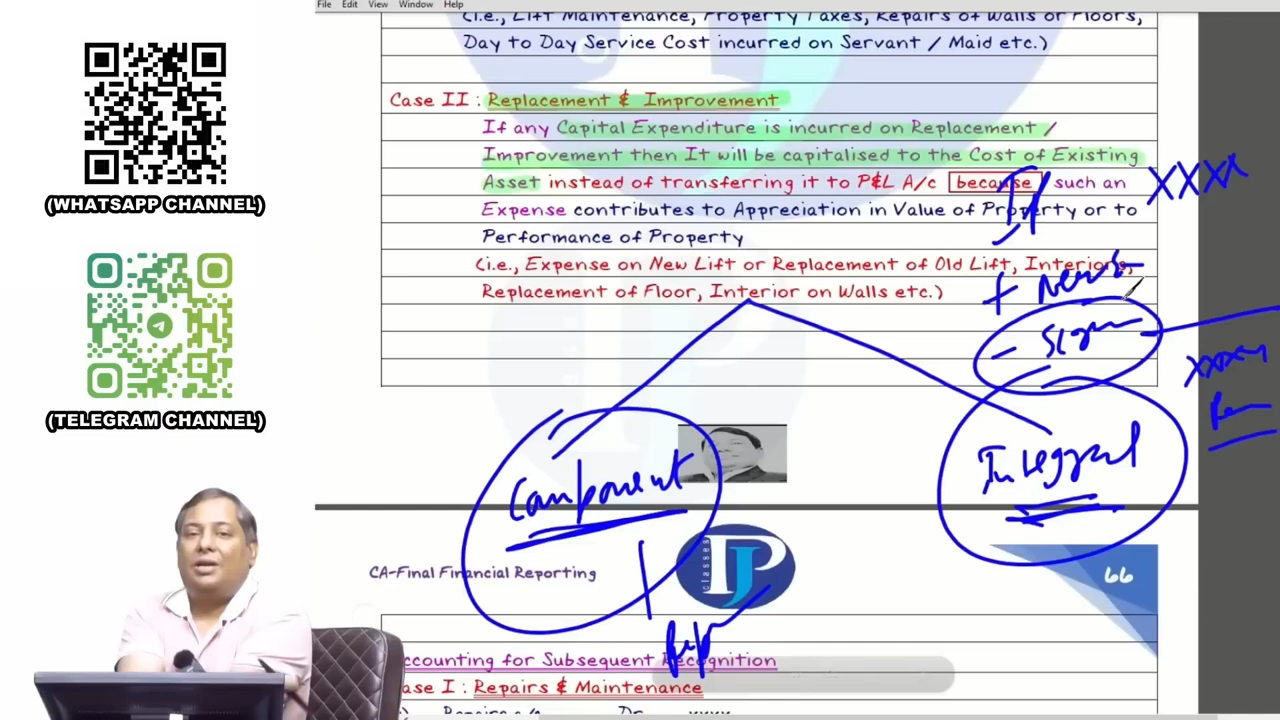 File Edit View Window Help
(i.e., Lift Maintenance, Property Taxes, Repairs of Walls or Floors,
Day to Day Service Cost incurred on Servant / Maid etc.)
Case II : Replacement & Improvement
If any Capital Expenditure is incurred on Replacement /
Improvement then It will be capitalised to the Cost of Existing
Asset instead of transferring it to P&L A/c because such an
Expense contributes to Appreciation in Value of Property or to
Performance of Property
(i.e., Expense on New Lift or Replacement of Old Lift, Interiors,
Replacement of Floor, Interior on Walls etc.)
XXXX
+ New
Component
Integral
(WHATSAPP CHANNEL)
(TELEGRAM CHANNEL)
CA-Final Financial Reporting
PJ
classes
66
Accounting for Subsequent Recognition
Case I : Repairs & Maintenance
Dr. xxxx